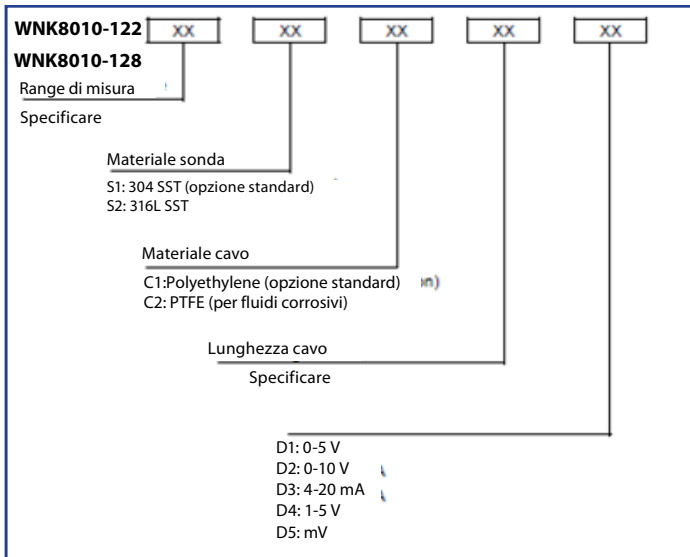 WNK8010-122 XX XX XX XX XX
WNK8010-128
Range di misura
Specificare
Materiale sonda
S1: 304 SST (opzione standard)
S2: 316L SST
Materiale cavo
C1:Polyethylene (opzione standard)
C2: PTFE (per fluidi corrosivi)
Lunghezza cavo
Specificare
D1: 0-5 V
D2: 0-10 V
D3: 4-20 mA
D4: 1-5 V
D5: mV